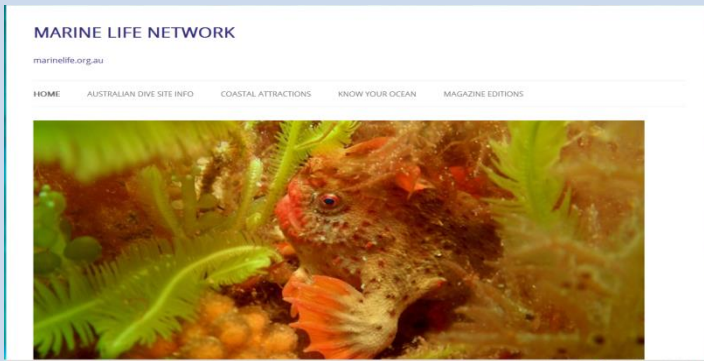 MARINE LIFE NETWORK
marinelife.org.au
HOME AUSTRALIAN DIVE SITE INFO COASTAL ATTRACTIONS KNOW YOUR OCEAN MAGAZINE EDITIONS